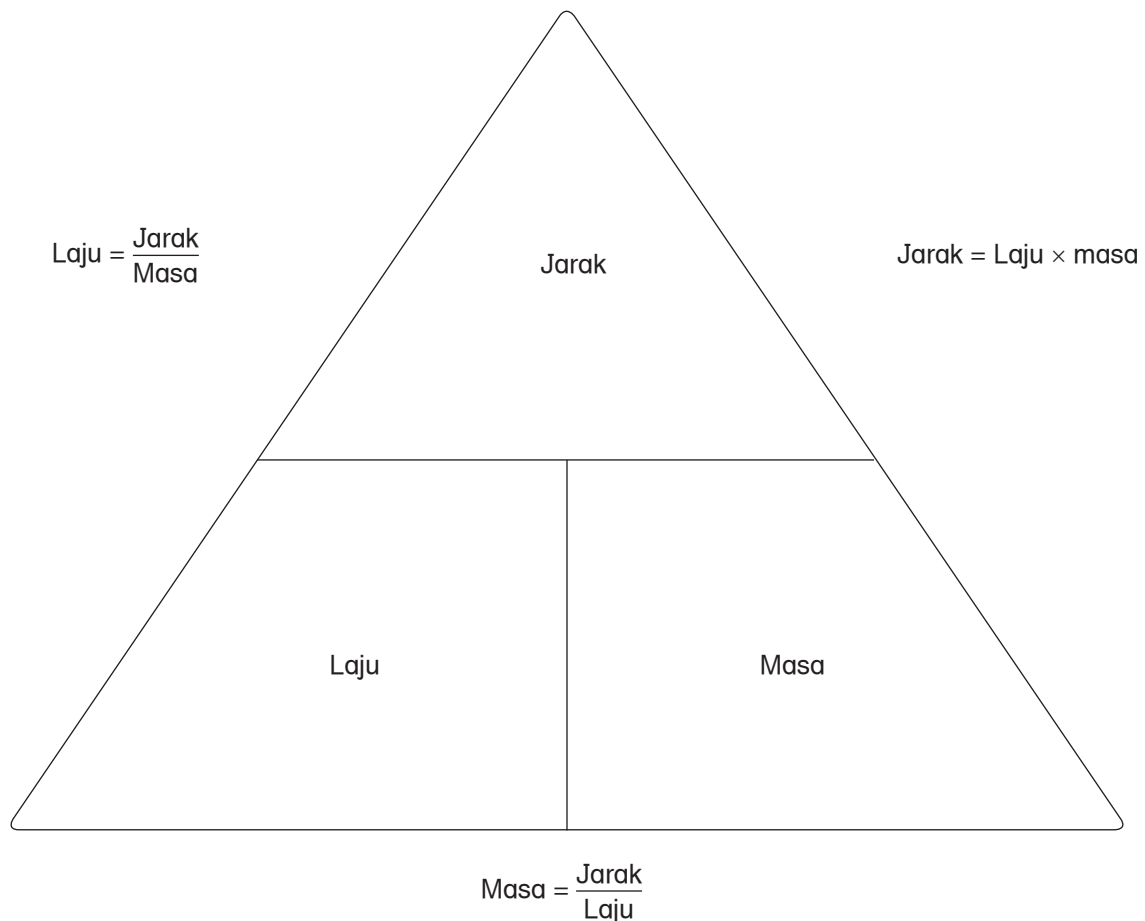 Laju = Jarak/Masa
Jarak
Jarak = Laju × masa
Laju
Masa
Masa = Jarak/Laju